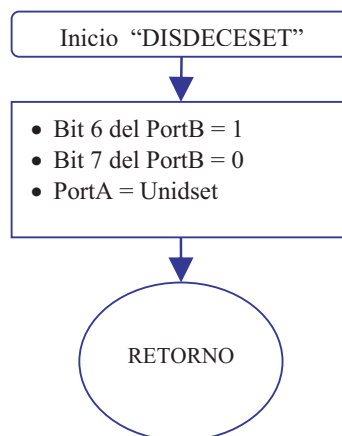 Inicio “DISDECESET”
• Bit 6 del PortB = 1
• Bit 7 del PortB = 0
• PortA = Unidset
RETORNO